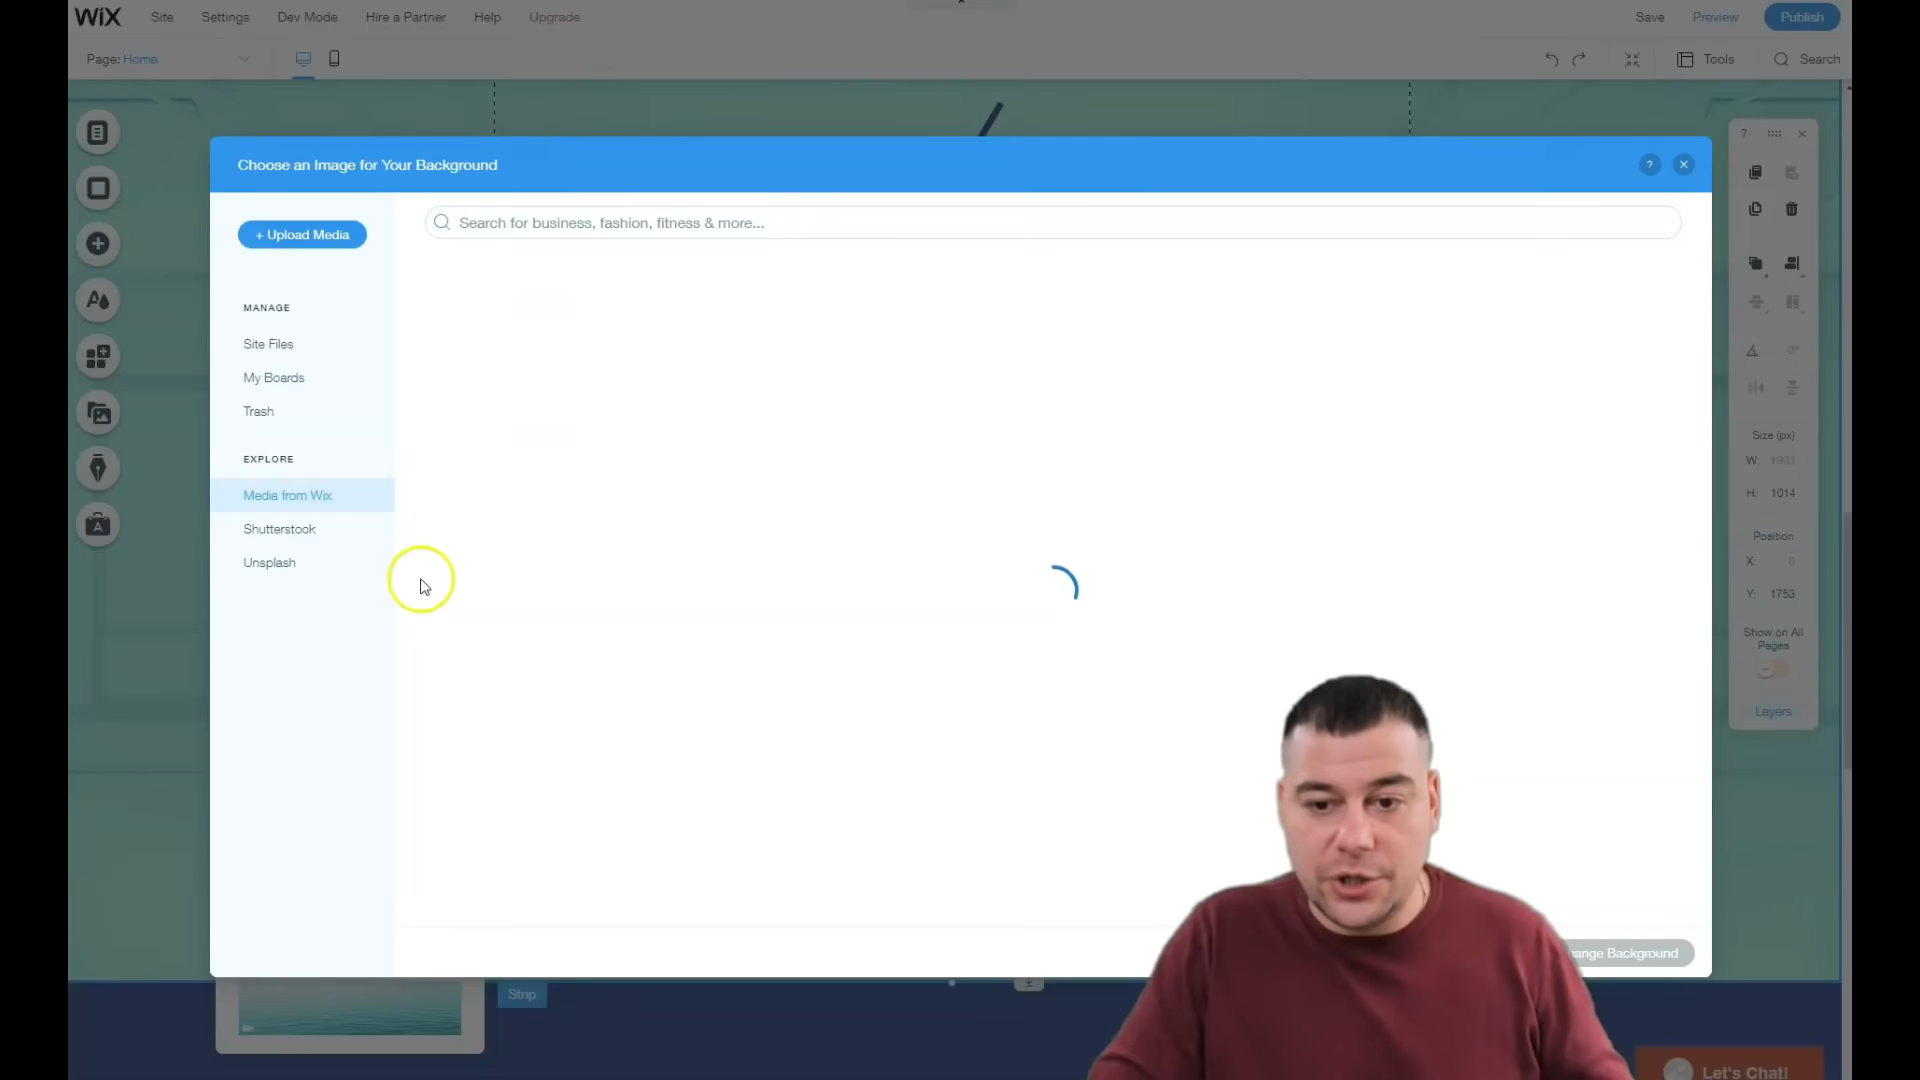 WiX Site Settings Dev Mode Hire a Partner Help Upgrade Save Preview Publish
Page: Home Tools Search
Choose an Image for Your Background ?
+ Upload Media
Search for business, fashion, fitness & more...
MANAGE
Site Files
My Boards
Trash
EXPLORE
Media from Wix
Shutterstock
Unsplash
ange Background
?
0°
Size (px)
W: 1903
H: 1014
Position
X: 0
Y: 1753
Show on All
Pages
Layers
Strip
Let's Chat!